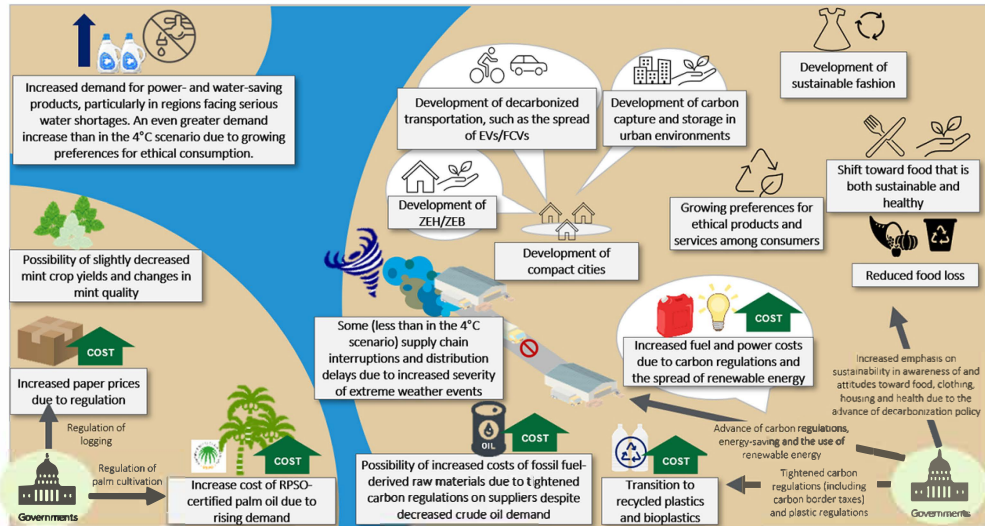 Increased demand for power- and water-saving
products, particularly in regions facing serious
water shortages. An even greater demand
increase than in the 4°C scenario due to growing
preferences for ethical consumption.
Development of decarbonized
transportation, such as the spread
of EVs/FCVs
Development of carbon
capture and storage in
urban environments
Development of
sustainable fashion
Development of
ZEH/ZEB
Development of
compact cities
Growing preferences for
ethical products and
services among consumers
Shift toward food that is
both sustainable and
healthy
Reduced food loss
Possibility of slightly decreased
mint crop yields and changes in
mint quality
COST
Increased paper prices
due to regulation
Some (less than in the 4°C
scenario) supply chain
interruptions and distribution
delays due to increased severity
of extreme weather events
COST
Increased fuel and power costs
due to carbon regulations and
the spread of renewable energy
Increased emphasis on
sustainability in awareness of and
attitudes toward food, clothing,
housing and health due to the
advance of decarbonization policy
Regulation of
logging
Regulation of
palm cultivation
Governments
COST
Increase cost of RPSO-
certified palm oil due to
rising demand
OIL
COST
Possibility of increased costs of fossil fuel-
derived raw materials due to tightened
carbon regulations on suppliers despite
decreased crude oil demand
COST
Transition to
recycled plastics
and bioplastics
Advance of carbon regulations,
energy-saving and the use of
renewable energy
Tightened carbon
regulations (including
carbon border taxes)
and plastic regulations
Governments